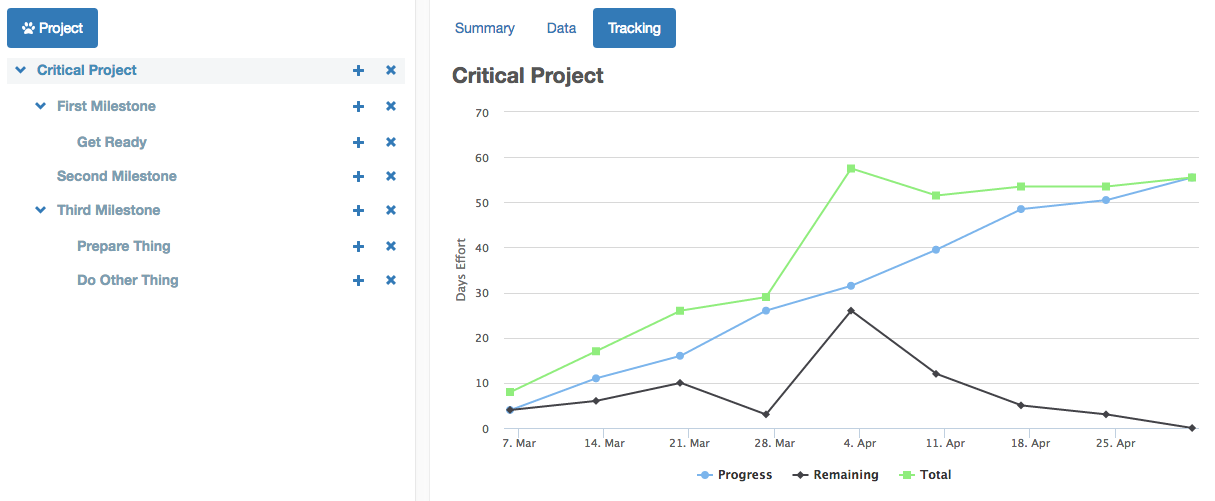 Project
Critical Project
First Milestone
Get Ready
Second Milestone
Third Milestone
Prepare Thing
Do Other Thing
Summary Data Tracking
Critical Project
70
60
50
40
30
20
10
0
Days Effort
7. Mar 14. Mar 21. Mar 28. Mar 4. Apr 11. Apr 18. Apr 25. Apr
Progress Remaining Total